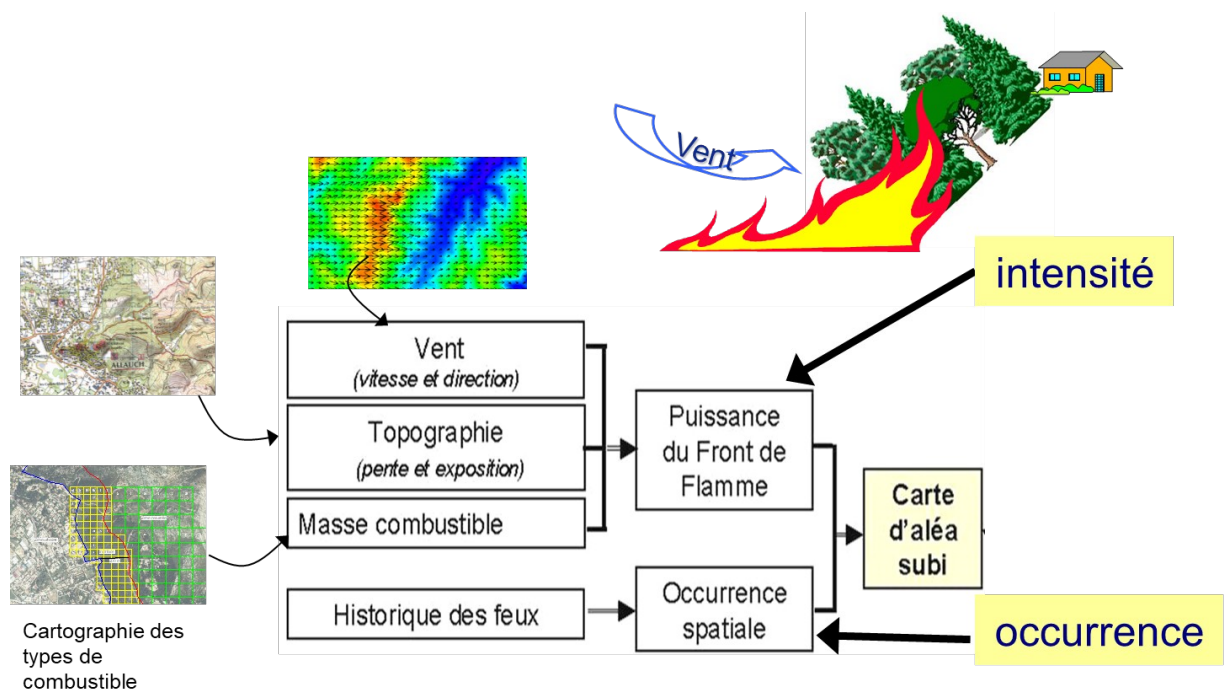 Vent
intensité
ALLAUCH
Vent
(vitesse et direction)
Topographie
(pente et exposition)
Masse combustible
Historique des feux
Puissance
du Front de
Flamme
Occurrence
spatiale
Carte
d'aléa
subi
occurrence
Cartographie des
types de
combustible